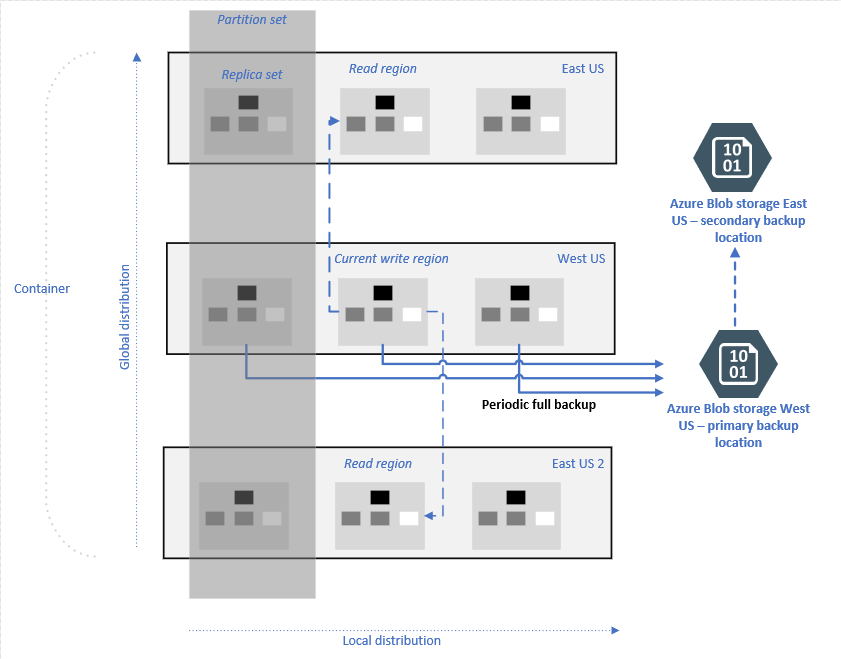 Partition set
Replica set
Read region
East US
10
01
Azure Blob storage East
US – secondary backup
location
Current write region
West US
Container
Global distribution
10
01
Periodic full backup
Azure Blob storage West
US – primary backup
location
Read region
East US 2
Local distribution